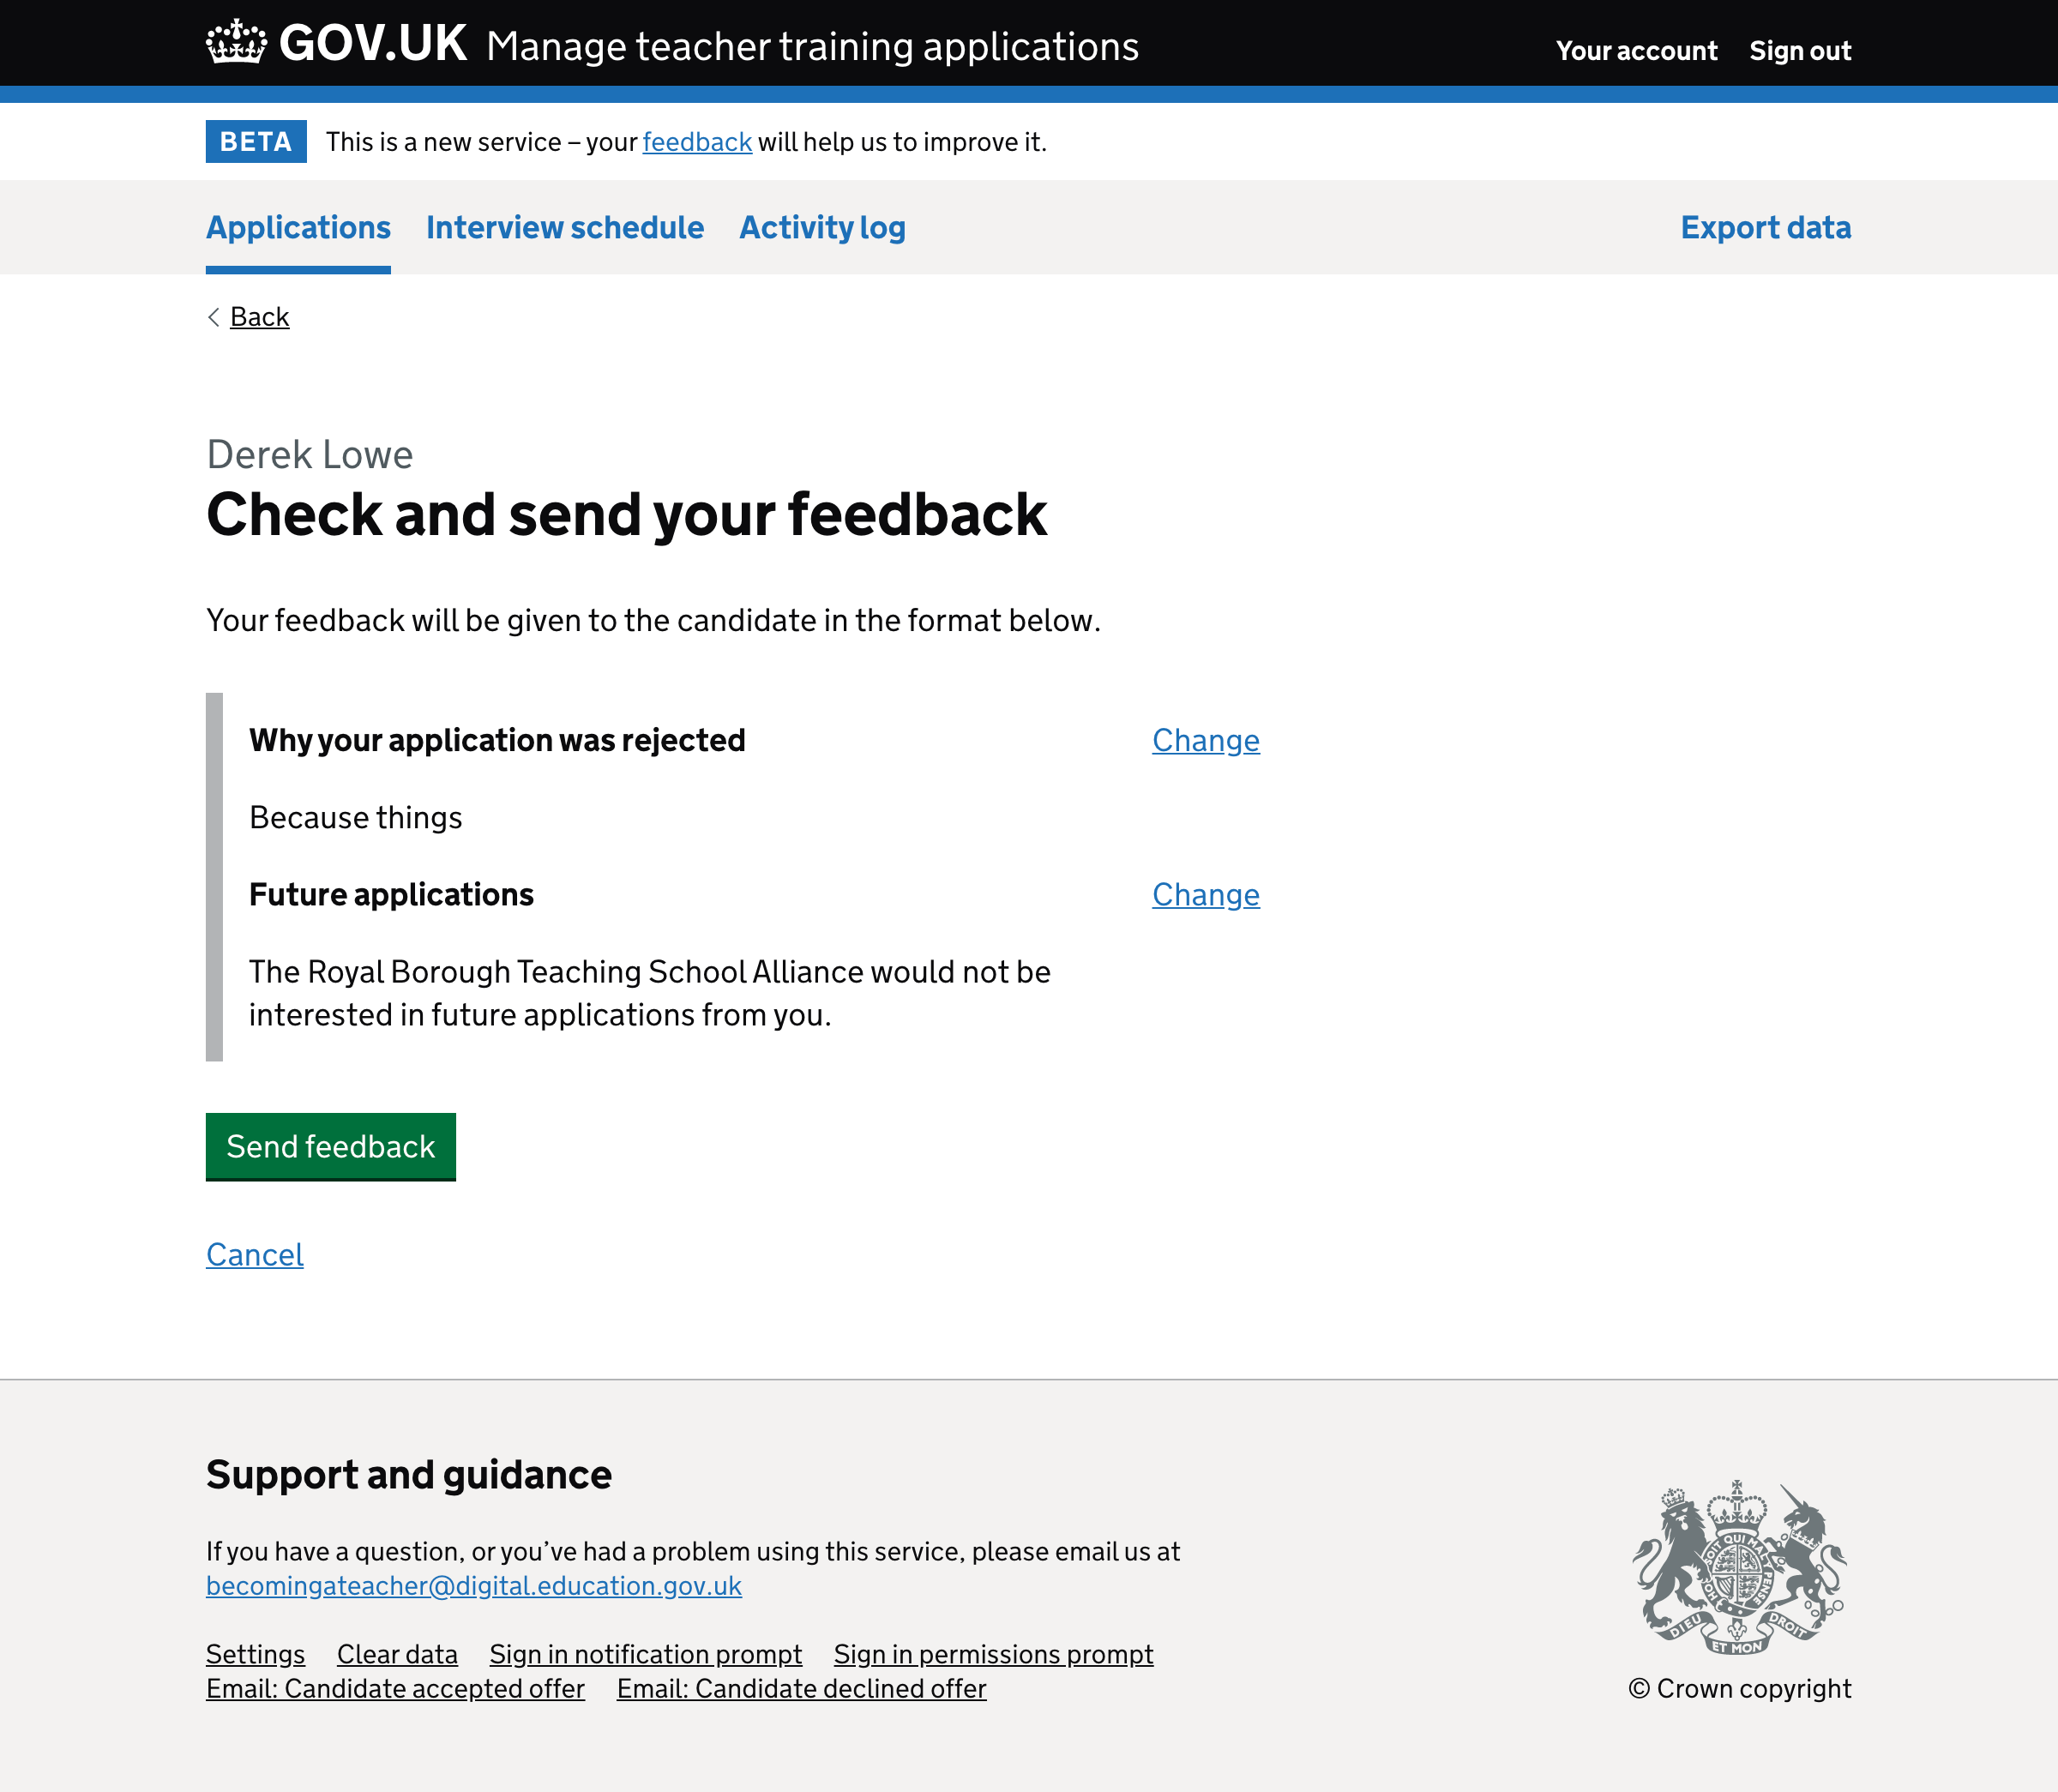 GOV.UK Manage teacher training applications Your account Sign out
BETA This is a new service – your feedback will help us to improve it.
Applications Interview schedule Activity log Export data
Back
Derek Lowe
Check and send your feedback
Your feedback will be given to the candidate in the format below.
Why your application was rejected Change
Because things
Future applications Change
The Royal Borough Teaching School Alliance would not be
interested in future applications from you.
Send feedback
Cancel
Support and guidance
If you have a question, or you’ve had a problem using this service, please email us at
becomingateacher@digital.education.gov.uk
Settings Clear data Sign in notification prompt Sign in permissions prompt
Email: Candidate accepted offer Email: Candidate declined offer
DIEU ET MON DROIT
© Crown copyright